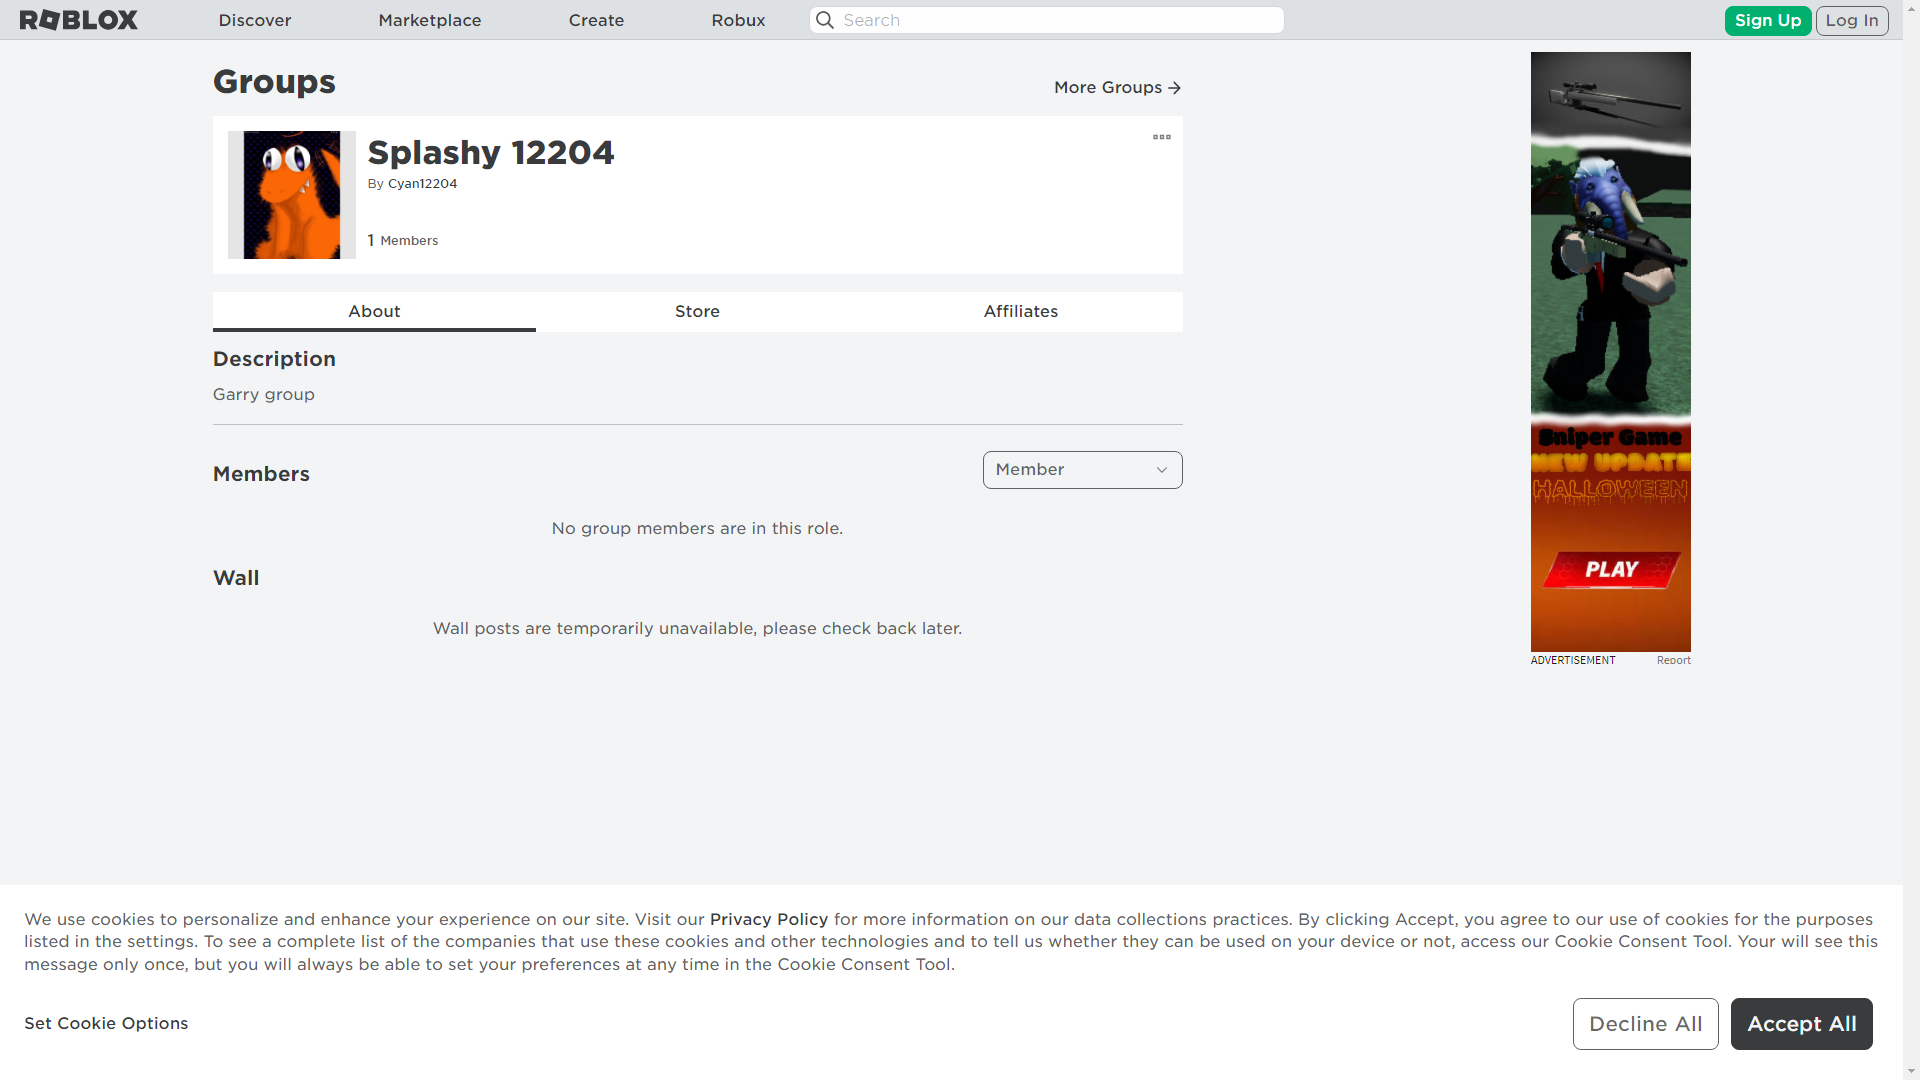 ROBLOX
Discover
Marketplace
Create
Robux
Search
Sign Up
Log In
Groups
More Groups
Splashy 12204
By Cyan12204
1 Members
About
Store
Affiliates
Description
Garry group
Members
Member
No group members are in this role.
Wall
Wall posts are temporarily unavailable, please check back later.
Sniper Game
NEW UPDATE
HALLOWEEN
PLAY
ADVERTISEMENT
Report
We use cookies to personalize and enhance your experience on our site. Visit our Privacy Policy for more information on our data collections practices. By clicking Accept, you agree to our use of cookies for the purposes
listed in the settings. To see a complete list of the companies that use these cookies and other technologies and to tell us whether they can be used on your device or not, access our Cookie Consent Tool. Your will see this
message only once, but you will always be able to set your preferences at any time in the Cookie Consent Tool.
Set Cookie Options
Decline All
Accept All